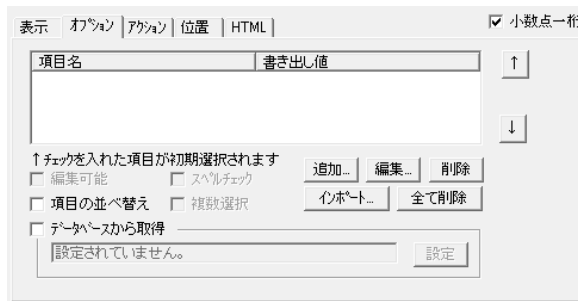 表示 オプション アクション 位置 HTML
小数点一桁
項目名 書き出し値
↑
↓
↑チェックを入れた項目が初期選択されます
追加... 編集... 削除
編集可能 スペルチェック
インポート... 全て削除
項目の並べ替え 複数選択
データベースから取得
設定されていません。 設定